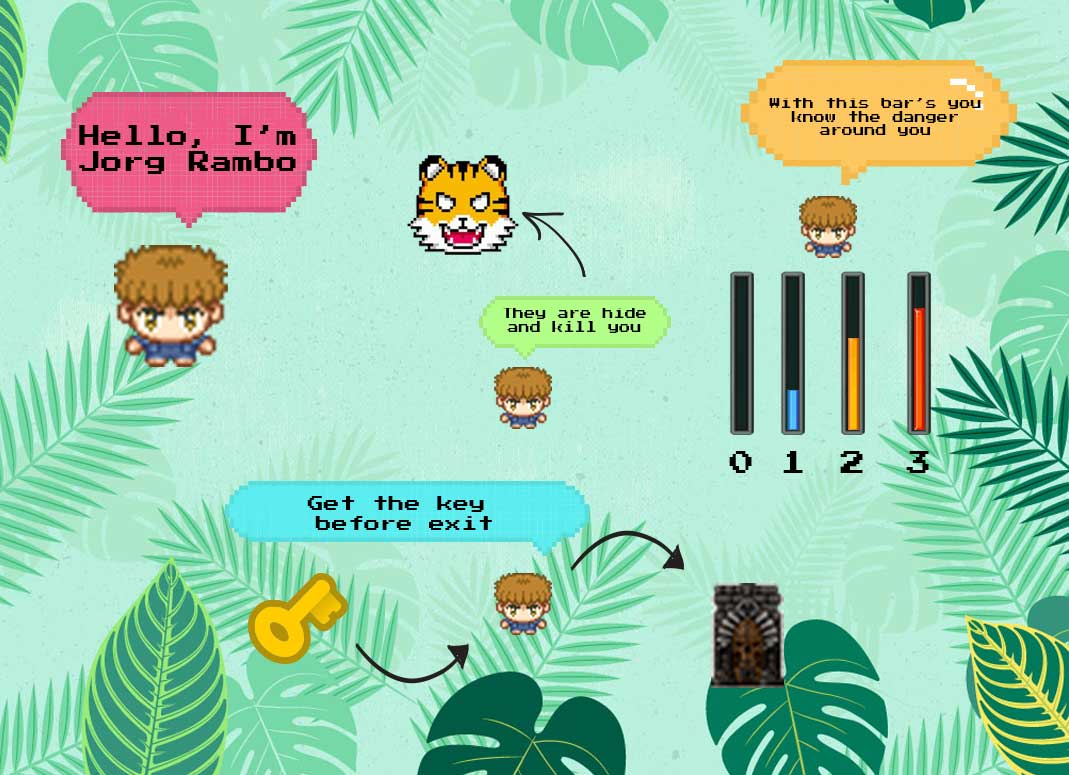 Hello, I'm
Jorg Rambo
With this bar's you
know the danger
around you
They are hide
and kill you
0 1 2 3
Get the key
before exit